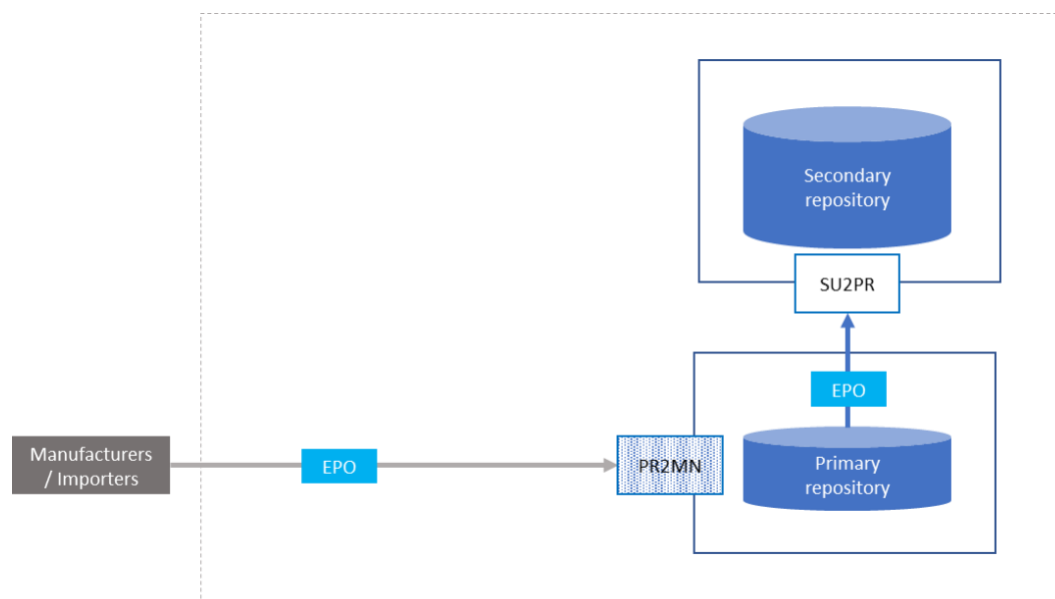 Secondary
repository
SU2PR
EPO
Manufacturers
/ Importers
EPO
PR2MN
Primary
repository